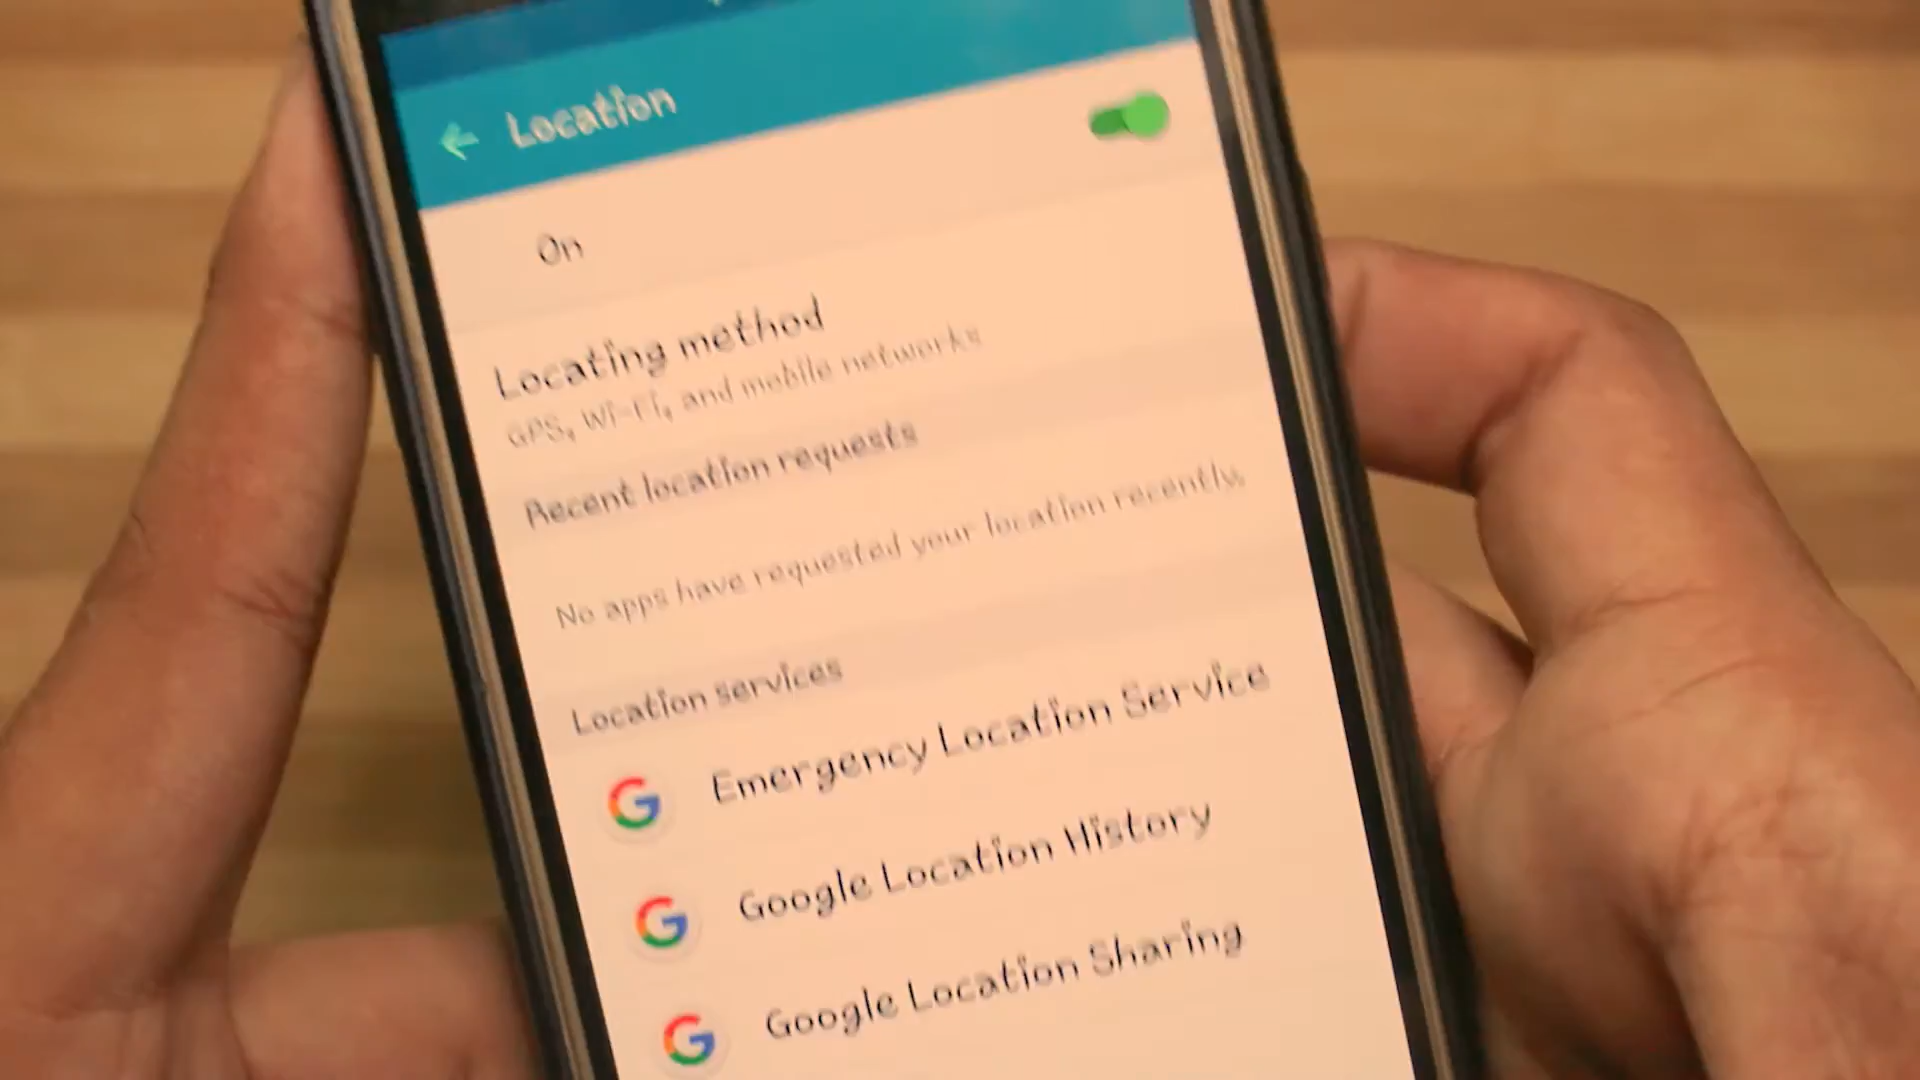 Location
On
Locating method
GPS, Wi-Fi, and mobile networks
Recent location requests
No apps have requested your location recently.
Location services
Emergency Location Service
Google Location History
Google Location Sharing